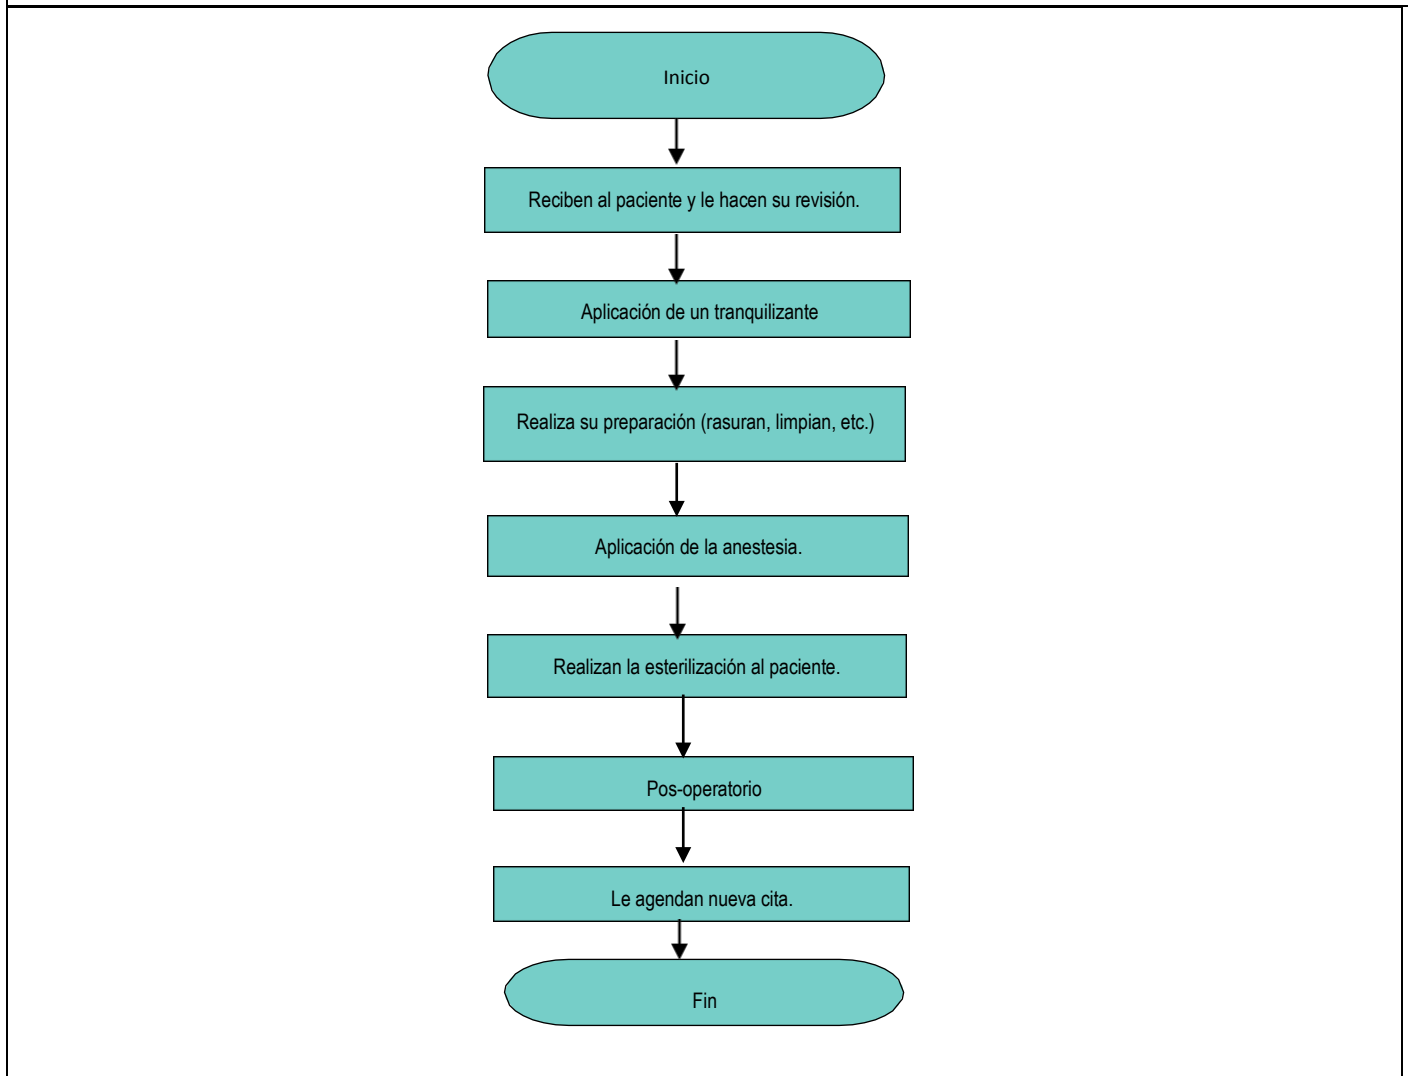 Inicio
Reciben al paciente y le hacen su revisión.
Aplicación de un tranquilizante
Realiza su preparación (rasuran, limpian, etc.)
Aplicación de la anestesia.
Realizan la esterilización al paciente.
Pos-operatorio
Le agendan nueva cita.
Fin